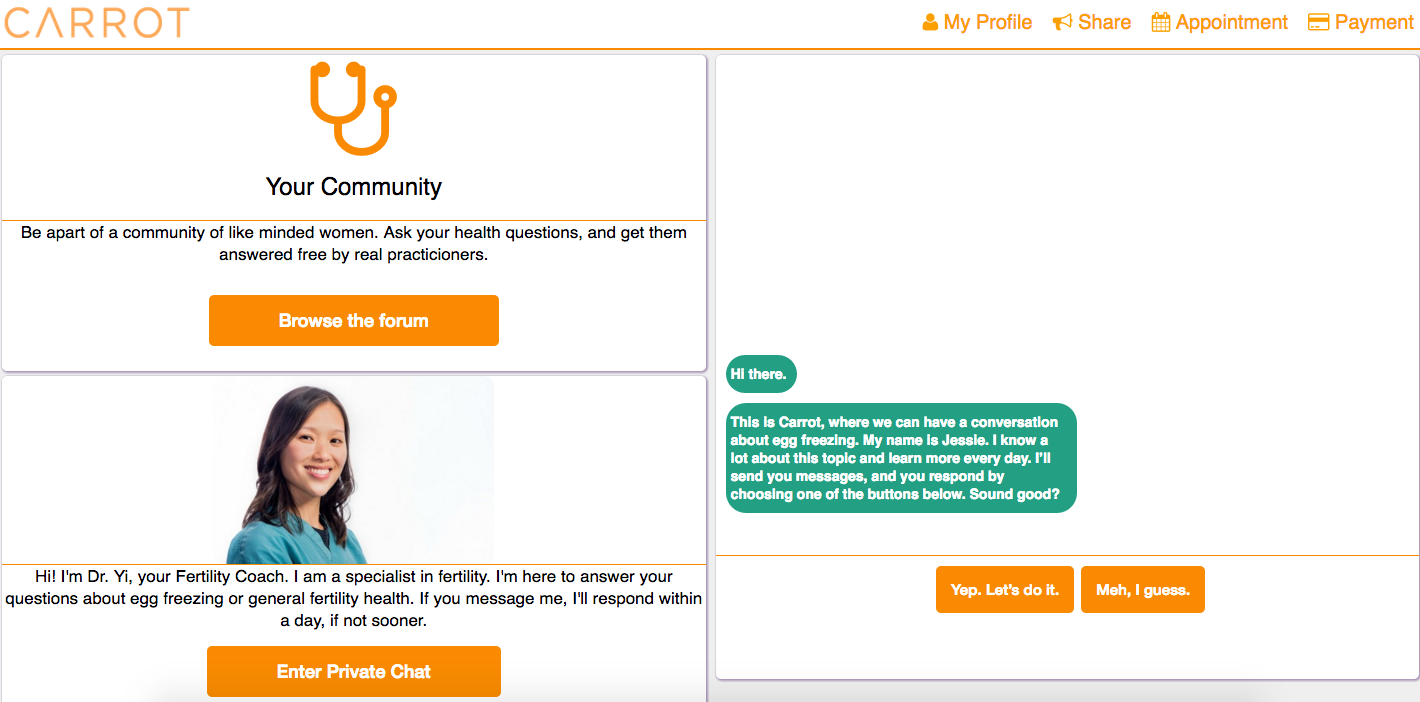 CARROT
My Profile Share Appointment Payment
Your Community
Be apart of a community of like minded women. Ask your health questions, and get them
answered free by real practicioners.
Browse the forum
Hi! I'm Dr. Yi, your Fertility Coach. I am a specialist in fertility. I'm here to answer your
questions about egg freezing or general fertility health. If you message me, I'll respond within
a day, if not sooner.
Enter Private Chat
Hi there.
This is Carrot, where we can have a conversation
about egg freezing. My name is Jessie. I know a
lot about this topic and learn more every day. I'll
send you messages, and you respond by
choosing one of the buttons below. Sound good?
Yep. Let's do it. Meh, I guess.